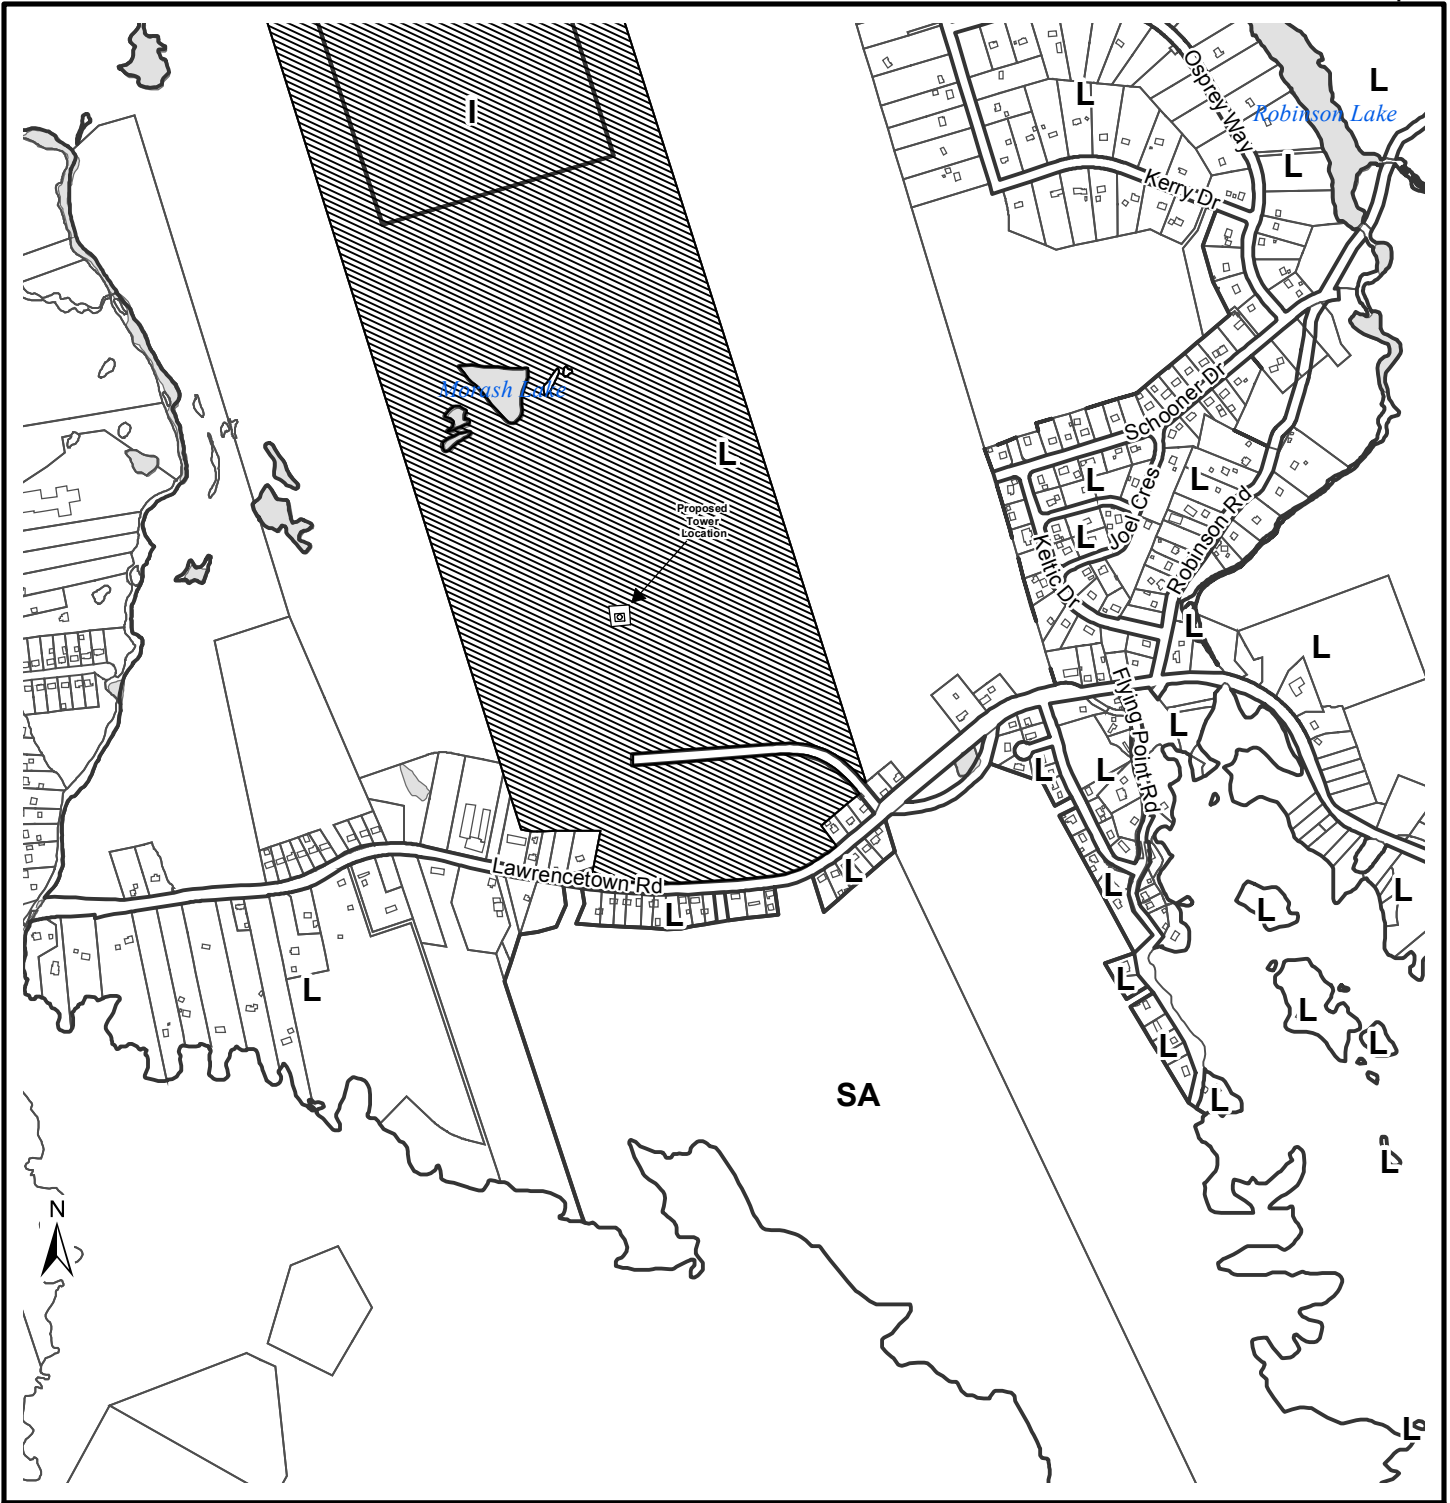 L
I
L
Osprey Way
Robinson Lake
L
Kerry Dr
Morash Lake
Schooner Dr
L
L
L
Joel Cres
Robinson Rd
Proposed
Tower
Location
L
Keltic Dr
L
L
Flying Point Rd
L
L
L
Lawrencetown Rd
L
L
L
L
L
L
L
L
L
L
L
SA
L
L
N
L